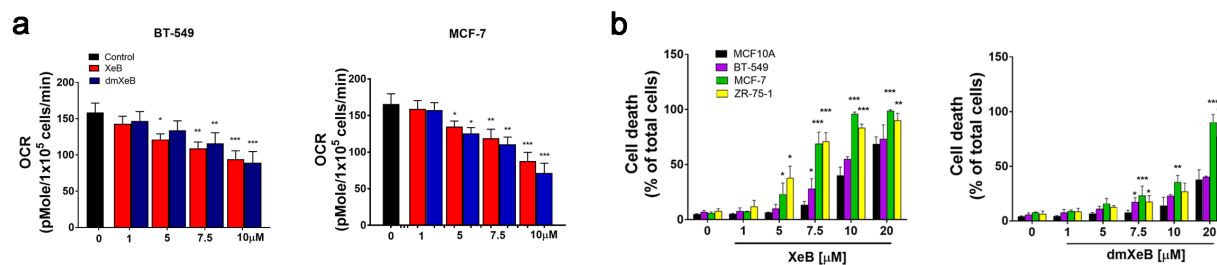 a
b
BT-549
Control
XeB
dmXeB
OCR
(pMole/1x10⁵ cells/min)
200
150
100
50
0
* ** ** *** ***
0 1 5 7.5 10μM
MCF-7
OCR
(pMole/1x10⁵ cells/min)
200
150
100
50
0
* * ** ** *** ***
0 1 5 7.5 10μM
MCF10A
BT-549
MCF-7
ZR-75-1
Cell death
(% of total cells)
150
100
50
0
* * * *** *** *** *** *** **
0 1 5 7.5 10 20
XeB [μM]
Cell death
(% of total cells)
150
100
50
0
* *** * ** ***
0 1 5 7.5 10 20
dmXeB [μM]